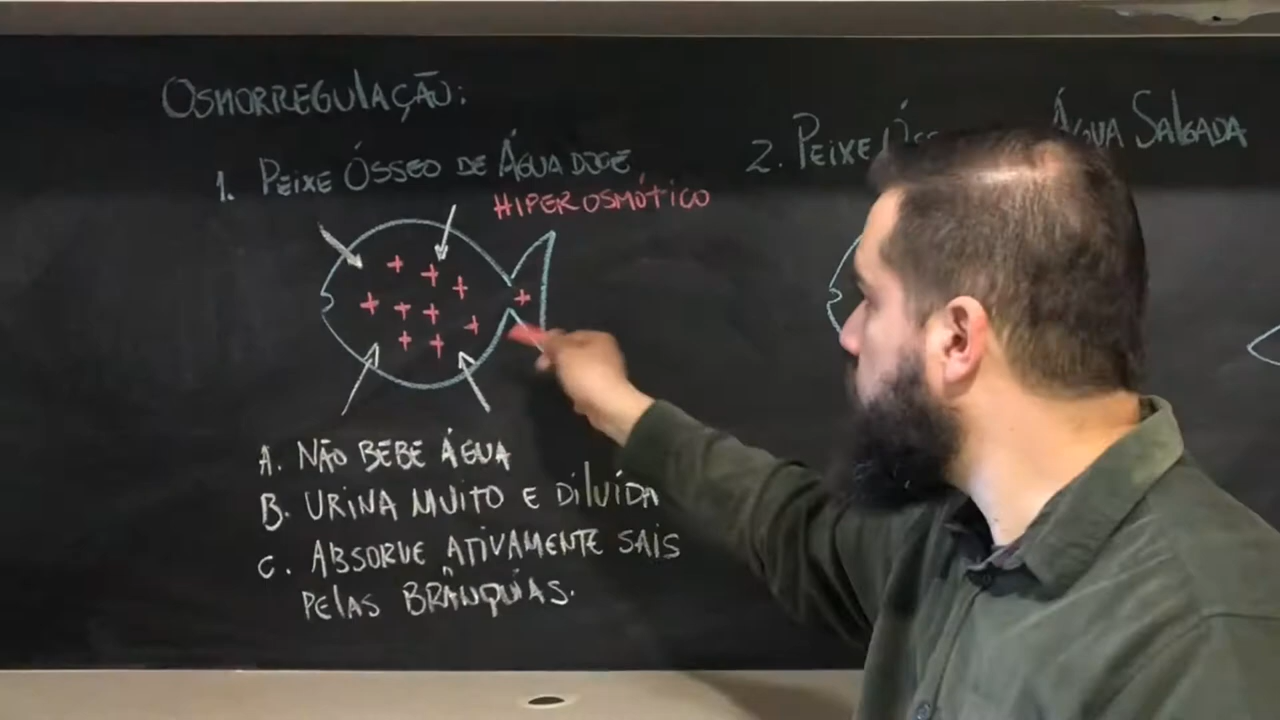 OSMORREGULAÇÃO:
1. PEIXE ÓSSEO DE ÁGUA DOCE
HIPEROSMÓTICO
A. NÃO BEBE ÁGUA
B. URINA MUITO E DILUÍDA
C. ABSORVE ATIVAMENTE SAIS
PELAS BRÂNQUIAS.
2. PEIXE ÁGUA SALGADA